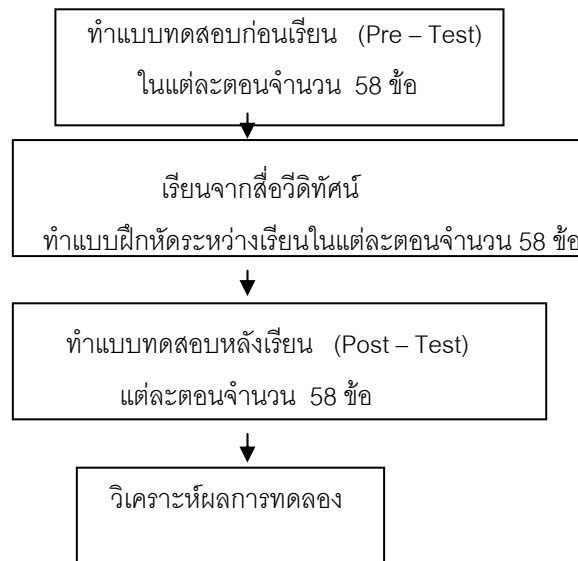 ทำแบบทดสอบก่อนเรียน (Pre – Test)
ในแต่ละตอนจำนวน 58 ข้อ
เรียนจากสื่อวีดิทัศน์
ทำแบบฝึกหัดระหว่างเรียนในแต่ละตอนจำนวน 58 ข้อ
ทำแบบทดสอบหลังเรียน (Post – Test)
แต่ละตอนจำนวน 58 ข้อ
วิเคราะห์ผลการทดลอง